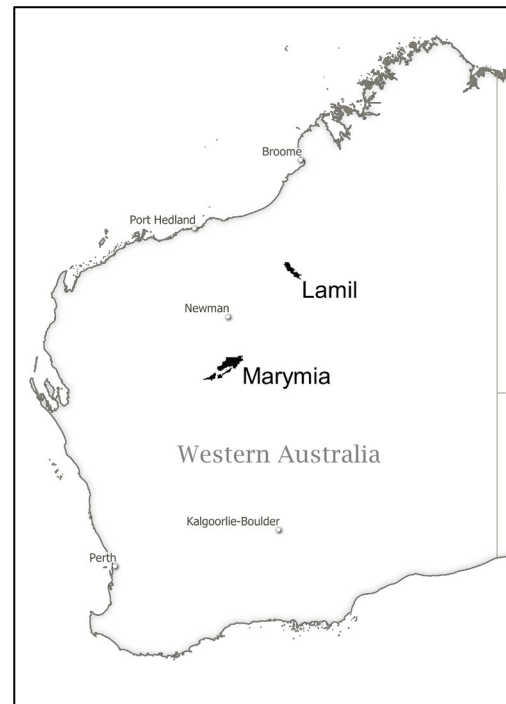 Broome
Port Hedland
Lamil
Newman
Marymia
Western Australia
Kalgoorlie-Boulder
Perth